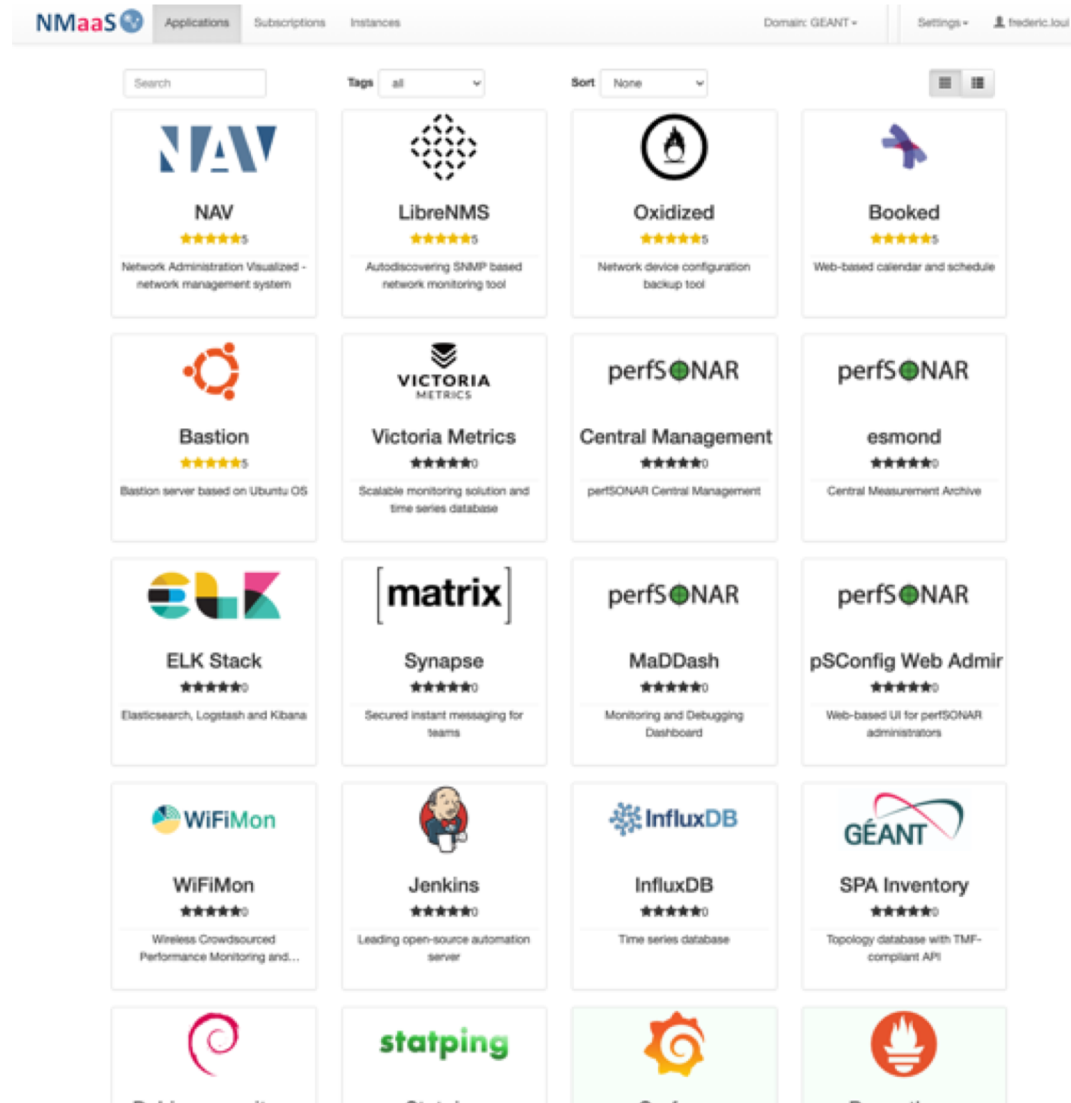 NMaaS
Applications
Subscriptions
Instances
Domain: GEANT
Settings
frederic.loui
Search
Tags
all
Sort
None
NAV
NAV
5
Network Administration Visualized -
network management system
LibreNMS
5
Autodiscovering SNMP based
network monitoring tool
Oxidized
5
Network device configuration
backup tool
Booked
5
Web-based calendar and schedule
Bastion
5
Bastion server based on Ubuntu OS
VICTORIA
METRICS
Victoria Metrics
0
Scalable monitoring solution and
time series database
perfSONAR
Central Management
0
perfSONAR Central Management
perfSONAR
esmond
0
Central Measurement Archive
ELK
ELK Stack
0
Elasticsearch, Logstash and Kibana
[matrix]
Synapse
0
Secured instant messaging for
teams
perfSONAR
MaDDash
0
Monitoring and Debugging
Dashboard
perfSONAR
pSConfig Web Admir
0
Web-based UI for perfSONAR
administrators
WiFiMon
WiFiMon
0
Wireless Crowdsourced
Performance Monitoring and...
Jenkins
0
Leading open-source automation
server
InfluxDB
InfluxDB
0
Time series database
GÉANT
SPA Inventory
0
Topology database with TMF-
compliant API
statping